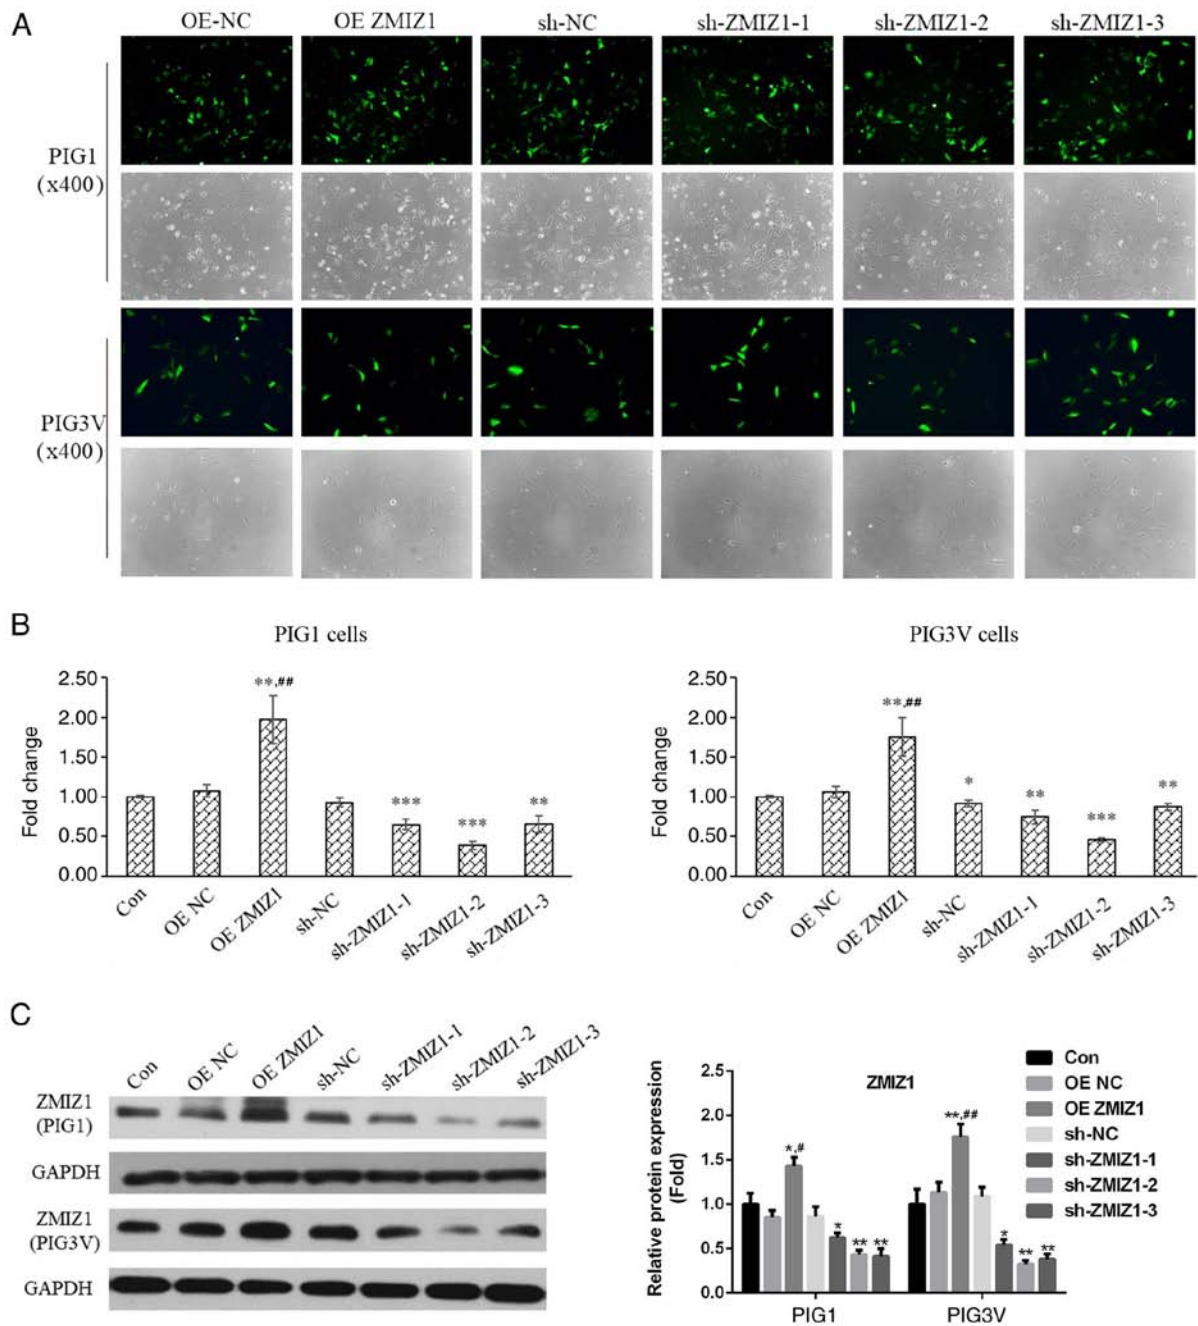 A
OE-NC OE ZMIZ1 sh-NC sh-ZMIZ1-1 sh-ZMIZ1-2 sh-ZMIZ1-3
PIG1
(x400)
PIG3V
(x400)
B
PIG1 cells
2.50
2.00
1.50
1.00
0.50
0.00
Fold change
**,##
***
***
**
Con OE NC OE ZMIZ1 sh-NC sh-ZMIZ1-1 sh-ZMIZ1-2 sh-ZMIZ1-3
PIG3V cells
2.50
2.00
1.50
1.00
0.50
0.00
Fold change
**,##
*
**
***
**
Con OE NC OE ZMIZ1 sh-NC sh-ZMIZ1-1 sh-ZMIZ1-2 sh-ZMIZ1-3
C
Con OE NC OE ZMIZ1 sh-NC sh-ZMIZ1-1 sh-ZMIZ1-2 sh-ZMIZ1-3
ZMIZ1
(PIG1)
GAPDH
ZMIZ1
(PIG3V)
GAPDH
ZMIZ1
Relative protein expression
(Fold)
2.5
2.0
1.5
1.0
0.5
0.0
*,#
*
**
**
**,##
*
**
**
PIG1 PIG3V
Con
OE NC
OE ZMIZ1
sh-NC
sh-ZMIZ1-1
sh-ZMIZ1-2
sh-ZMIZ1-3